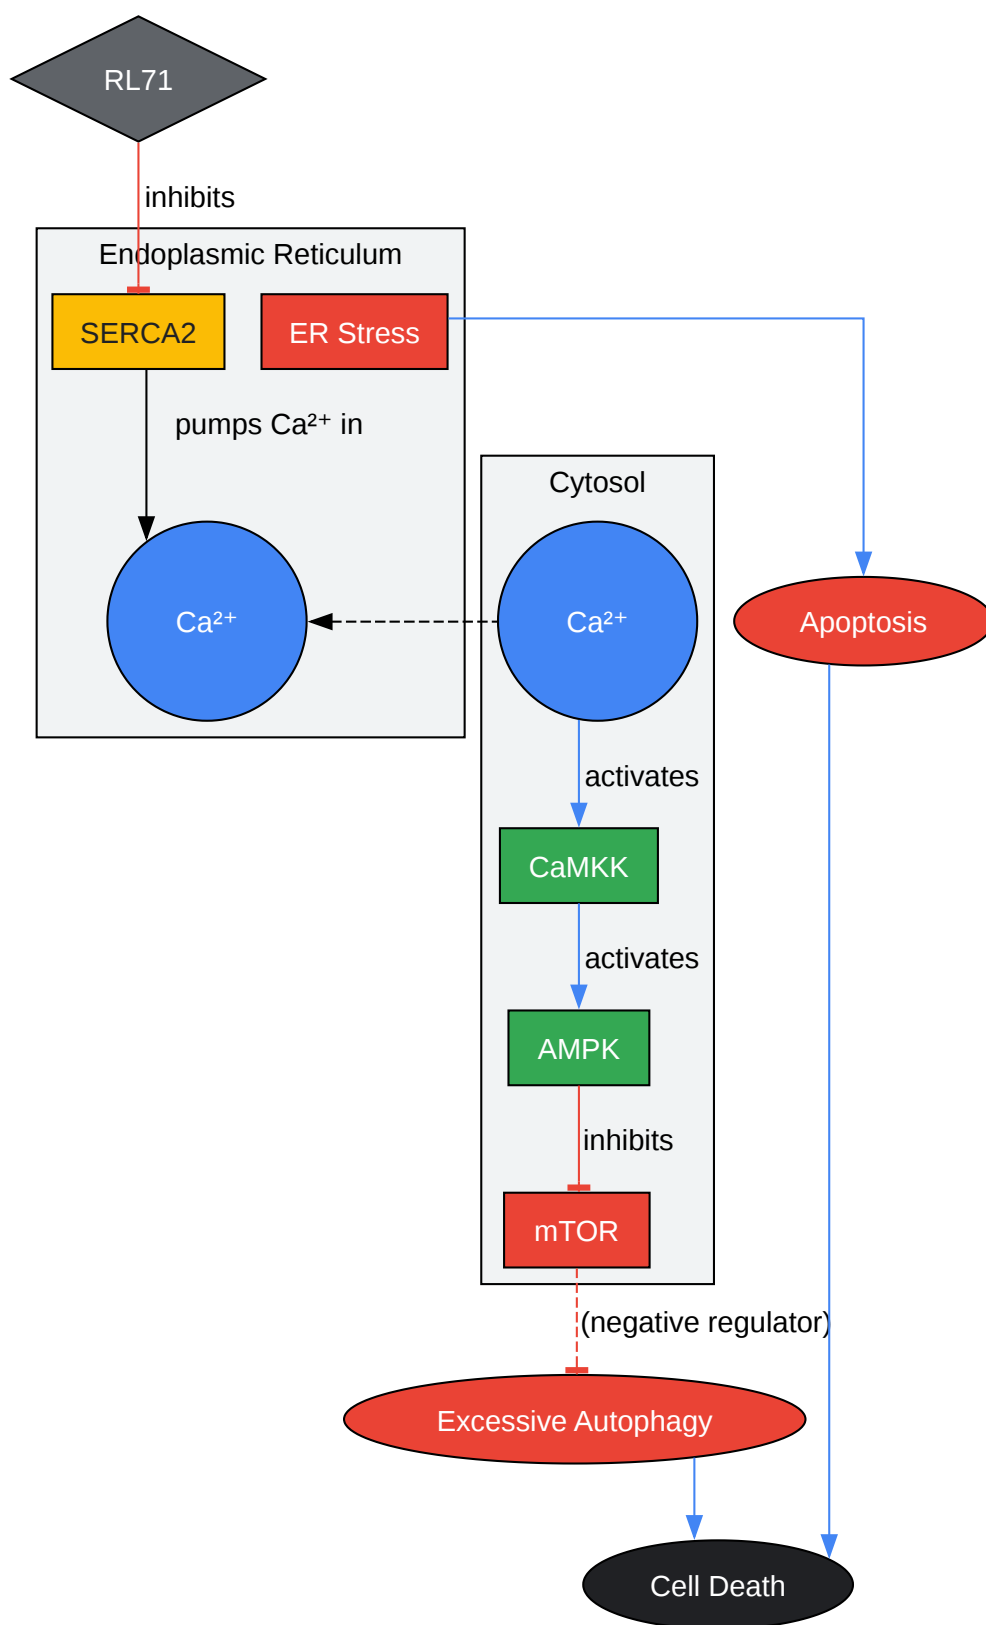 RL71
inhibits
Endoplasmic Reticulum
SERCA2
ER Stress
pumps Ca²⁺ in
Cytosol
Ca²⁺
Ca²⁺
Apoptosis
activates
CaMKK
activates
AMPK
inhibits
mTOR
(negative regulator)
Excessive Autophagy
Cell Death